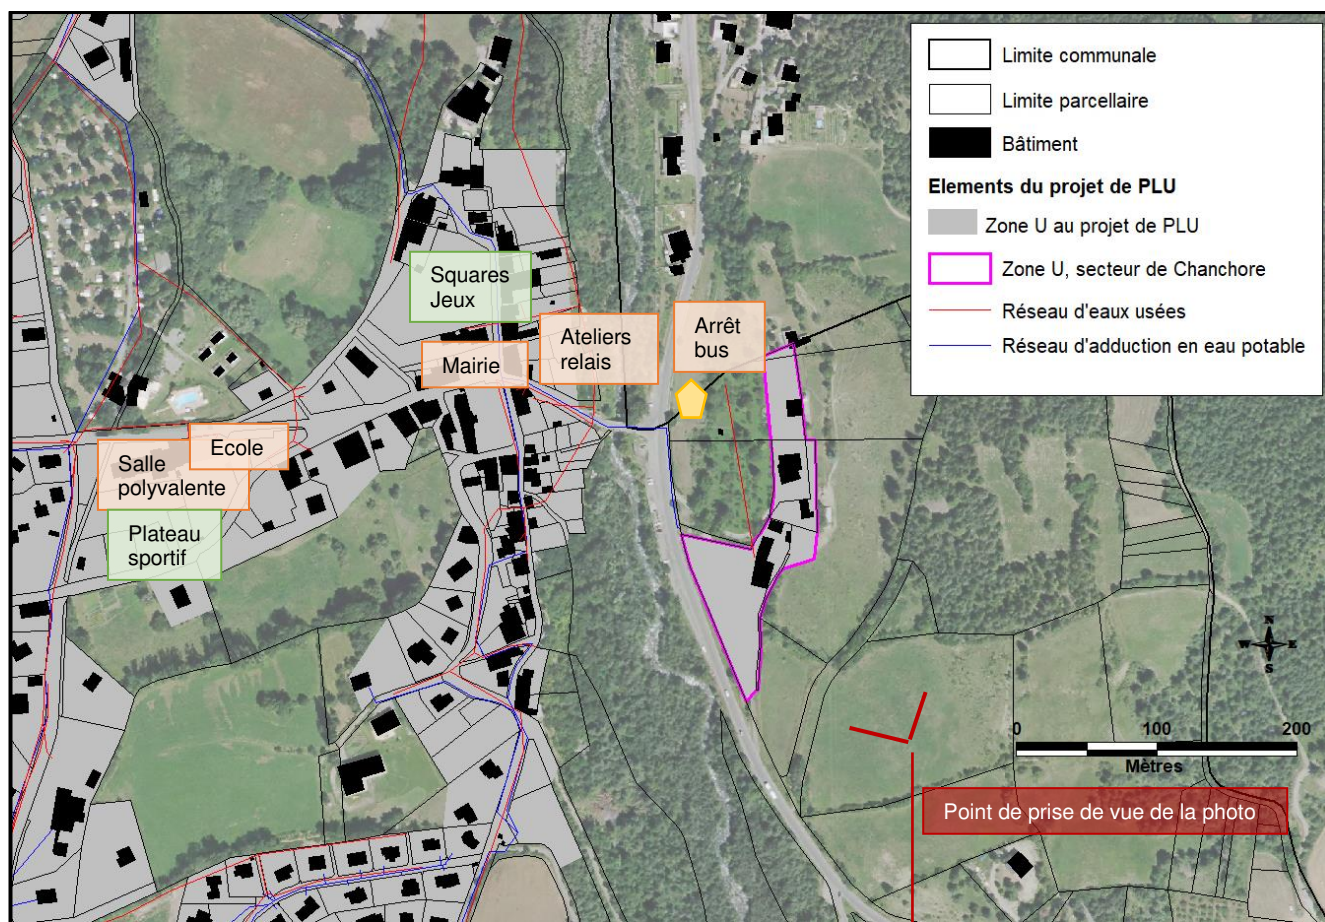 Limite communale
Limite parcellaire
Bâtiment
Elements du projet de PLU
Zone U au projet de PLU
Zone U, secteur de Chanchore
Réseau d'eaux usées
Réseau d'adduction en eau potable
Squares
Jeux
Ateliers
relais
Arrêt
bus
Mairie
Ecole
Salle
polyvalente
Plateau
sportif
N
W E
S
0 100 200
Mètres
Point de prise de vue de la photo